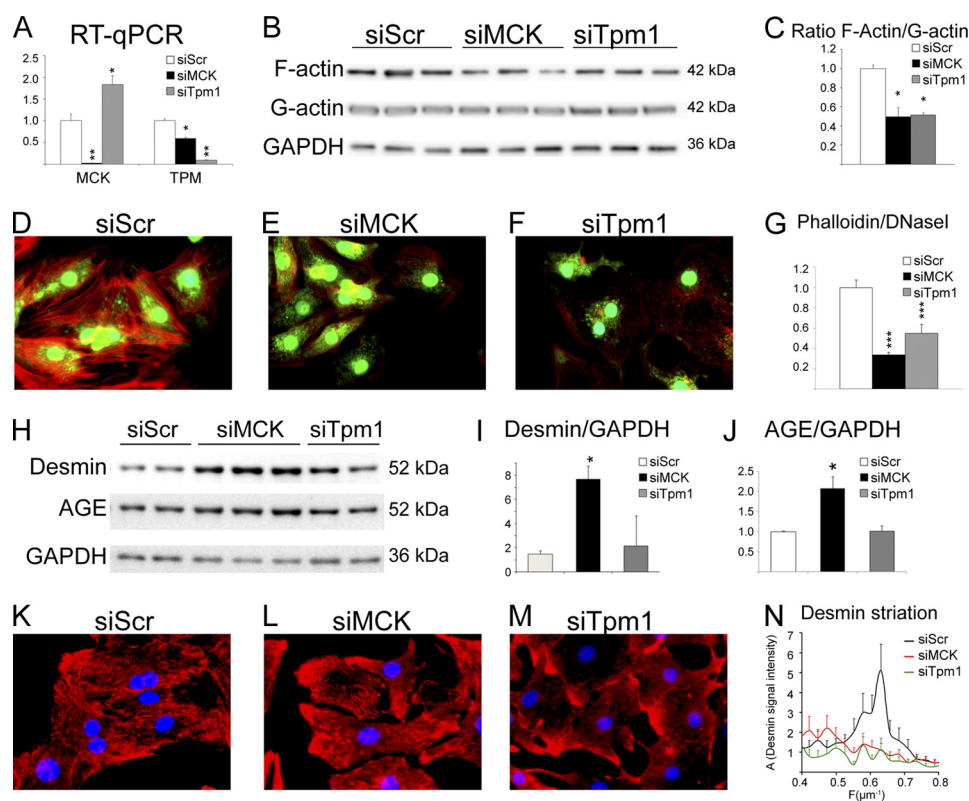 A RT-qPCR
siScr
siMCK
siTpm1
2.5
2.0
1.5
1.0
0.5
*
**
*
**
MCK TPM
B siScr siMCK siTpm1
F-actin 42 kDa
G-actin 42 kDa
GAPDH 36 kDa
C Ratio F-Actin/G-actin
siScr
siMCK
siTpm1
1.2
1.0
0.8
0.6
0.4
0.2
* *
D siScr
E siMCK
F siTpm1
G Phalloidin/DNaseI
siScr
siMCK
siTpm1
1.2
1.0
0.8
0.6
0.4
0.2
*** ***
H siScr siMCK siTpm1
Desmin 52 kDa
AGE 52 kDa
GAPDH 36 kDa
I Desmin/GAPDH
siScr
siMCK
siTpm1
8
6
4
2
0
*
J AGE/GAPDH
siScr
siMCK
siTpm1
2.5
2.0
1.5
1.0
0.5
*
K siScr
L siMCK
M siTpm1
N Desmin striation
siScr
siMCK
siTpm1
A (Desmin signal intensity)
7
6
5
4
3
2
1
0.4 0.5 0.6 0.7 0.8
F(µm⁻¹)